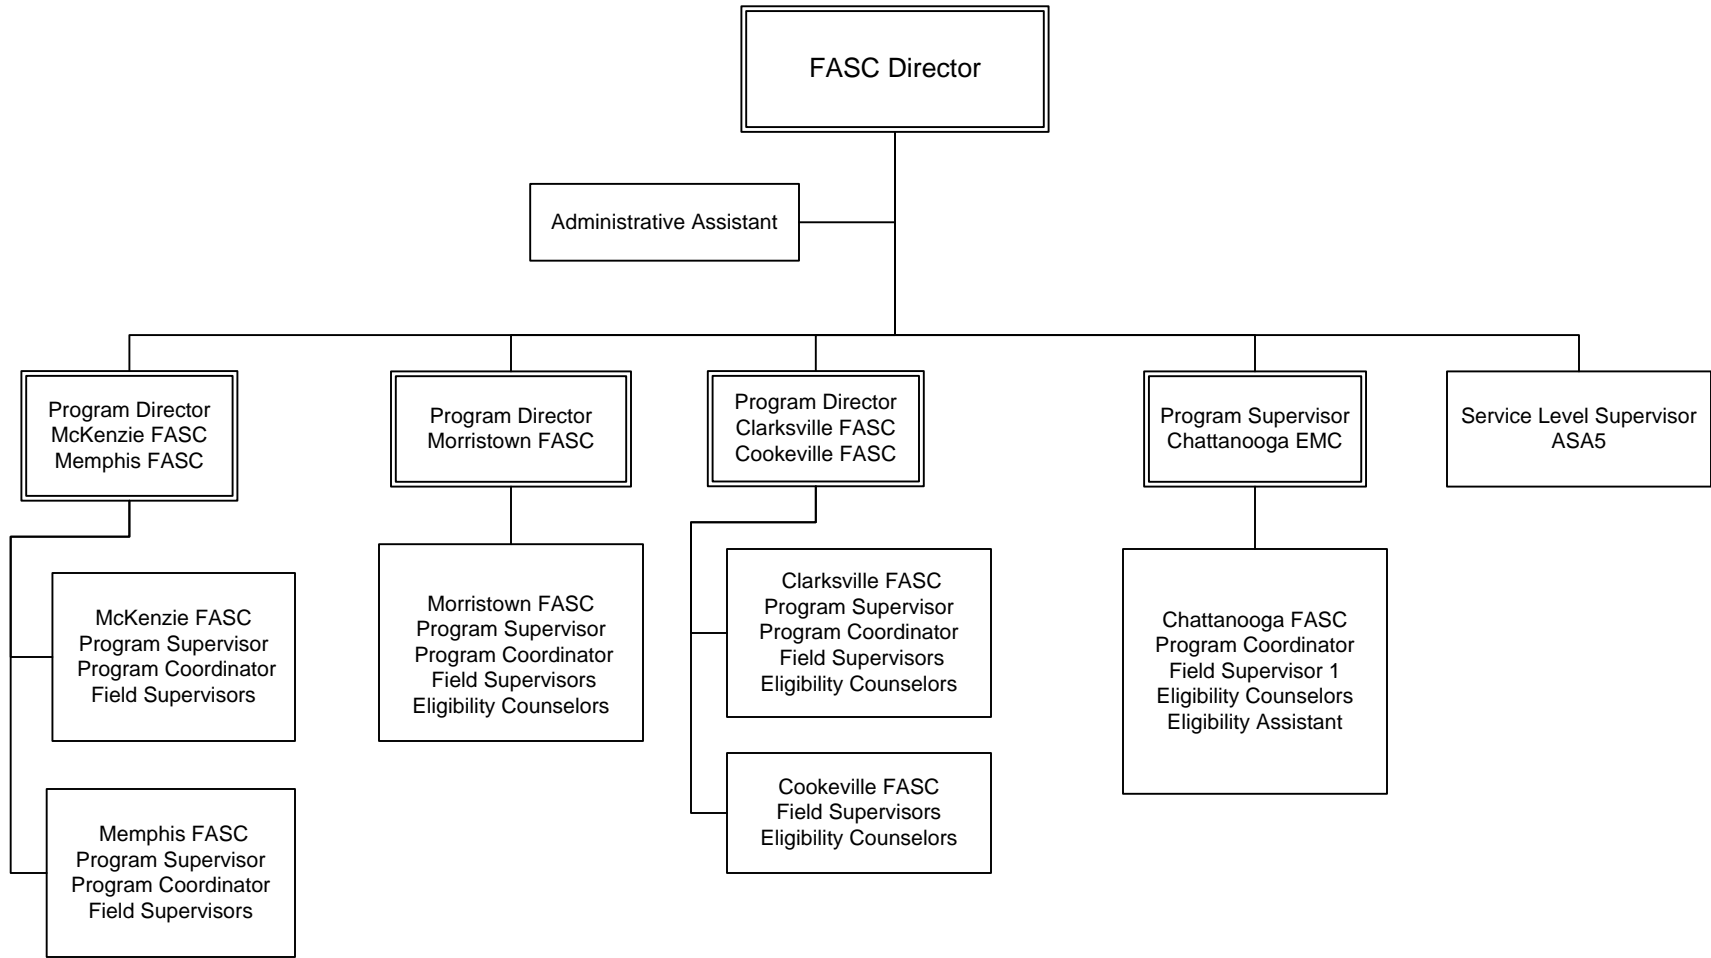 FASC Director
Administrative Assistant
Program Director
McKenzie FASC
Memphis FASC
Program Director
Morristown FASC
Program Director
Clarksville FASC
Cookeville FASC
Program Supervisor
Chattanooga EMC
Service Level Supervisor
ASA5
McKenzie FASC
Program Supervisor
Program Coordinator
Field Supervisors
Memphis FASC
Program Supervisor
Program Coordinator
Field Supervisors
Morristown FASC
Program Supervisor
Program Coordinator
Field Supervisors
Eligibility Counselors
Clarksville FASC
Program Supervisor
Program Coordinator
Field Supervisors
Eligibility Counselors
Cookeville FASC
Field Supervisors
Eligibility Counselors
Chattanooga FASC
Program Coordinator
Field Supervisor 1
Eligibility Counselors
Eligibility Assistant